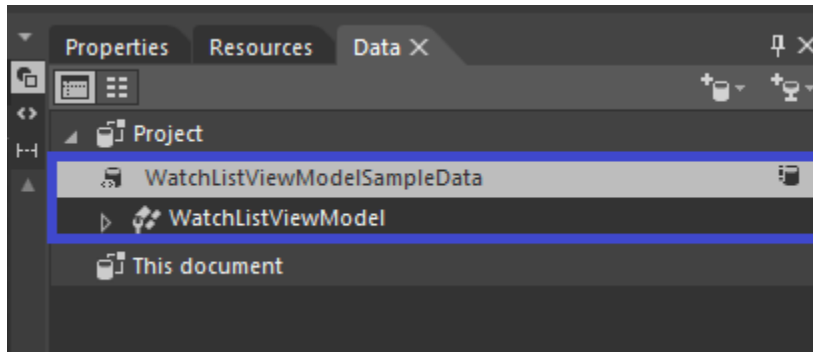 Properties Resources Data
Project
WatchListViewModelSampleData
WatchListViewModel
This document